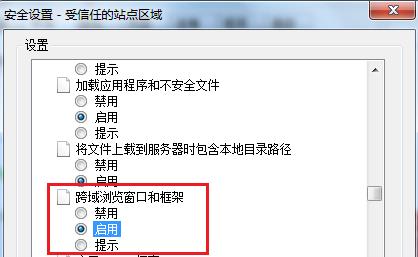 安全设置 - 受信任的站点区域
设置
提示
加载应用程序和不安全文件
禁用
启用
提示
将文件上载到服务器时包含本地目录路径
禁用
启用
跨域浏览窗口和框架
禁用
启用
提示